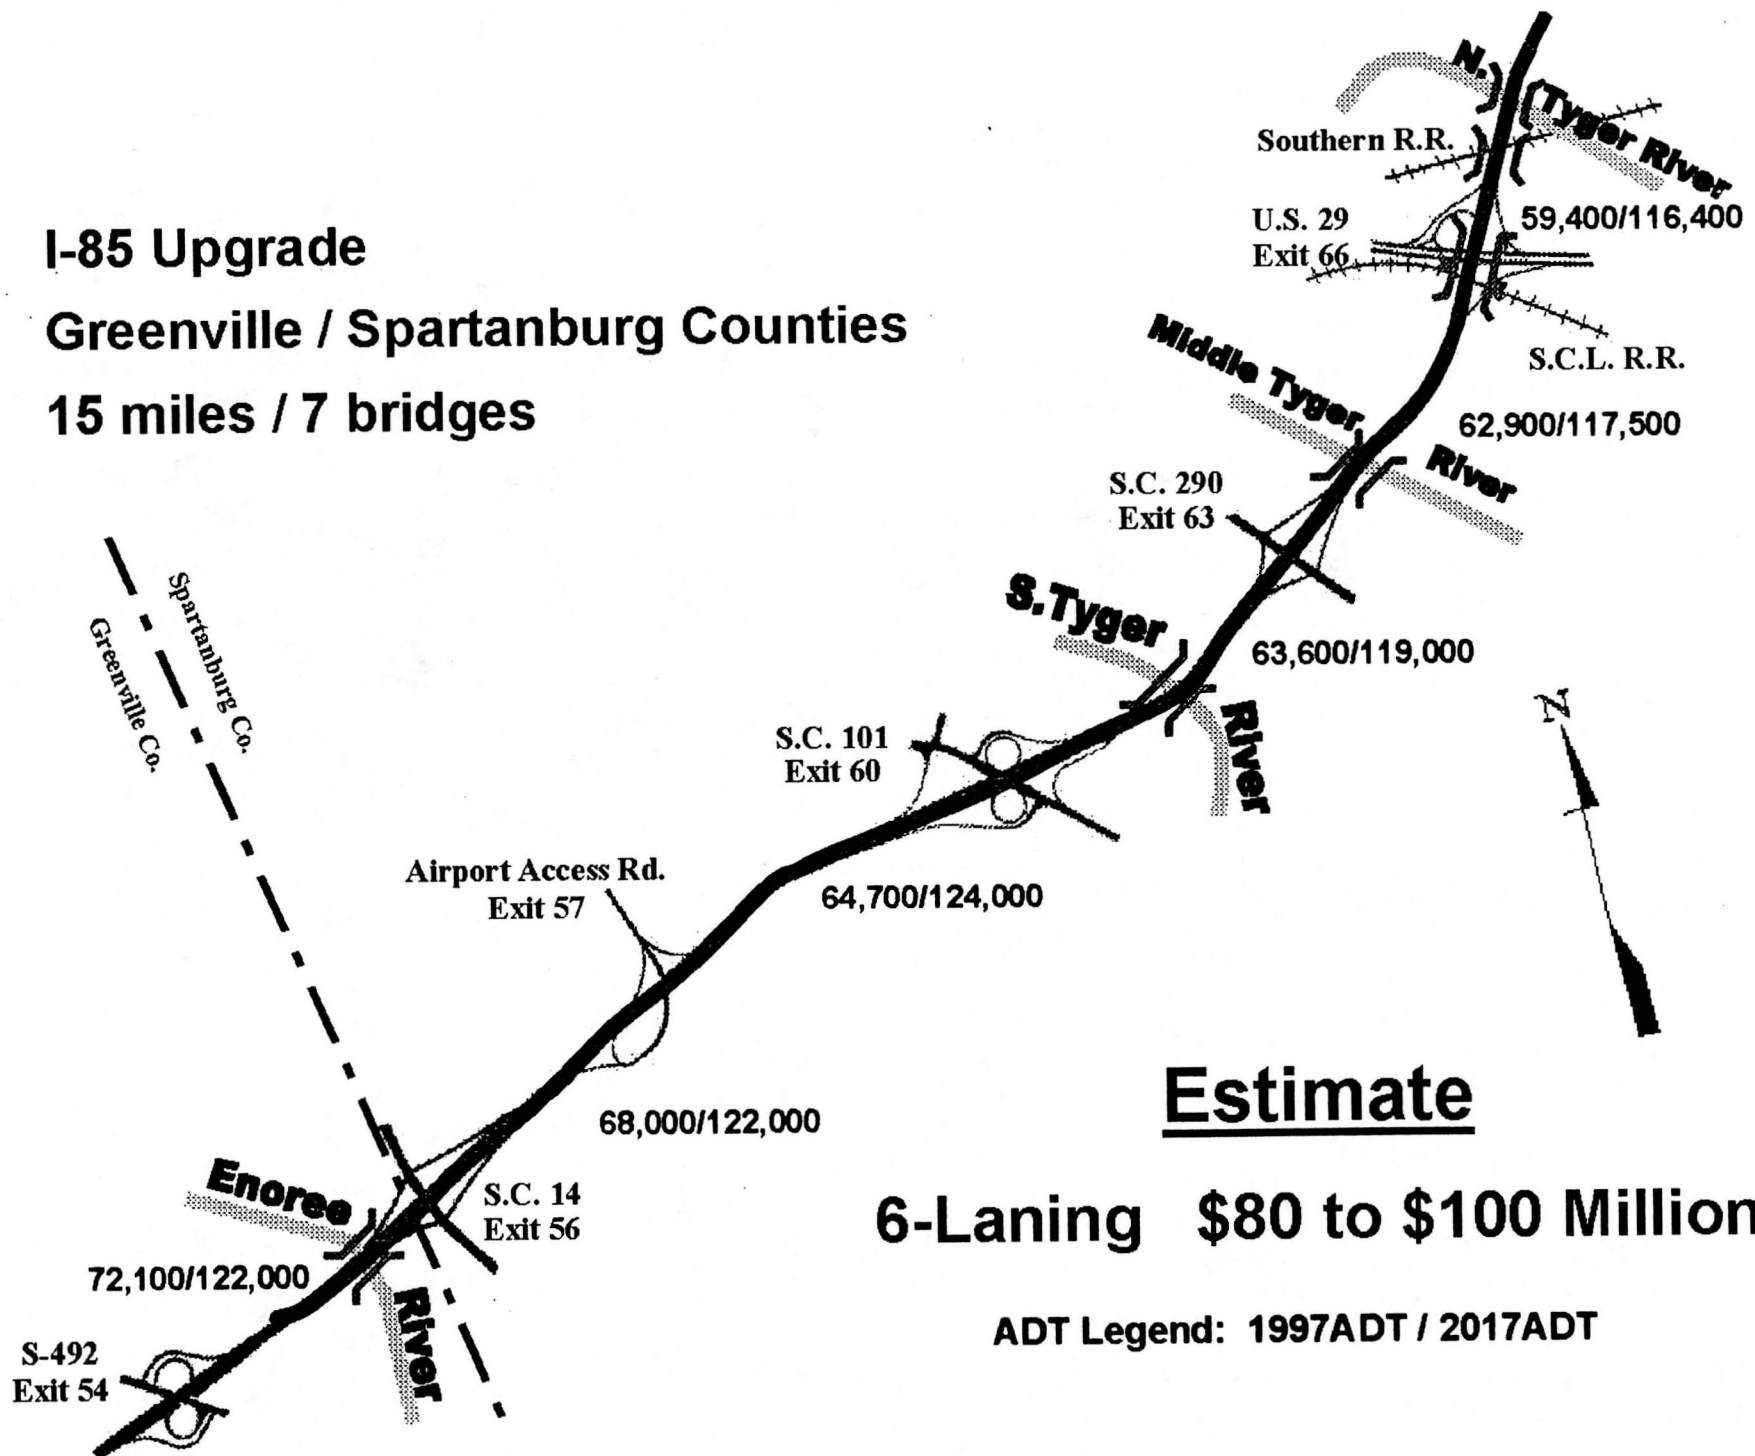 I-85 Upgrade
Greenville / Spartanburg Counties
15 miles / 7 bridges
N.
Tyger River
Southern R.R.
59,400/116,400
U.S. 29
Exit 66
S.C.L. R.R.
62,900/117,500
Middle Tyger
River
S.C. 290
Exit 63
S.Tyger
River
63,600/119,000
N
S.C. 101
Exit 60
64,700/124,000
Airport Access Rd.
Exit 57
Spartanburg Co.
Greenville Co.
68,000/122,000
S.C. 14
Exit 56
Enoree
River
72,100/122,000
S-492
Exit 54
Estimate
6-Laning $80 to $100 Million
ADT Legend: 1997ADT / 2017ADT